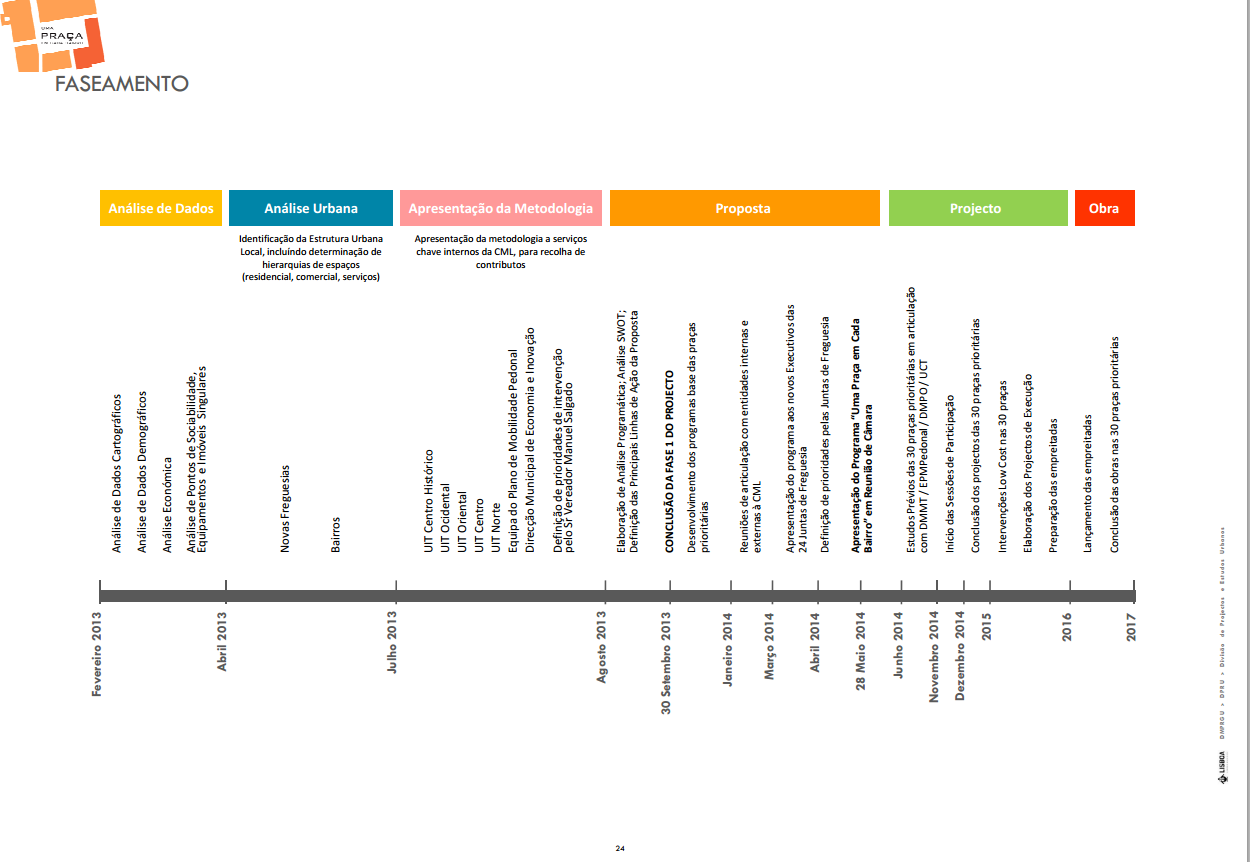 UMA
PRAÇA
EM CADA BAIRRO
FASEAMENTO
Análise de Dados
Análise Urbana
Apresentação da Metodologia
Proposta
Projecto
Obra
Identificação da Estrutura Urbana
Local, incluíndo determinação de
hierarquias de espaços
(residencial, comercial, serviços)
Apresentação da metodologia a serviços
chave internos da CML, para recolha de
contributos
Análise de Dados Cartográficos
Análise de Dados Demográficos
Análise Económica
Análise de Pontos de Sociabilidade,
Equipamentos e Imóveis Singulares
Novas Freguesias
Bairros
UIT Centro Histórico
UIT Ocidental
UIT Oriental
UIT Centro
UIT Norte
Equipa do Plano de Mobilidade Pedonal
Direcção Municipal de Economia e Inovação
Definição de prioridades de intervenção
pelo Sr Vereador Manuel Salgado
Elaboração de Análise Programática; Análise SWOT;
Definição das Principais Linhas de Ação da Proposta
CONCLUSÃO DA FASE 1 DO PROJECTO
Desenvolvimento dos programas base das praças
prioritárias
Reuniões de articulação com entidades internas e
externas à CML
Apresentação do programa aos novos Executivos das
24 Juntas de Freguesia
Definição de prioridades pelas Juntas de Freguesia
Apresentação do Programa "Uma Praça em Cada
Bairro" em Reunião de Câmara
Estudos Prévios das 30 praças prioritárias em articulação
com DMMT / EPMPedonal / DMPO / UCT
Início das Sessões de Participação
Conclusão dos projectos das 30 praças prioritárias
Intervenções Low Cost nas 30 praças
Elaboração dos Projectos de Execução
Preparação das empreitadas
Lançamento das empreitadas
Conclusão das obras nas 30 praças prioritárias
Fevereiro 2013
Abril 2013
Julho 2013
Agosto 2013
30 Setembro 2013
Janeiro 2014
Março 2014
Abril 2014
28 Maio 2014
Junho 2014
Novembro 2014
Dezembro 2014
2015
2016
2017
LISBOA
DMPRGU > DPRU > Divisão de Projectos e Estudos Urbanos
24